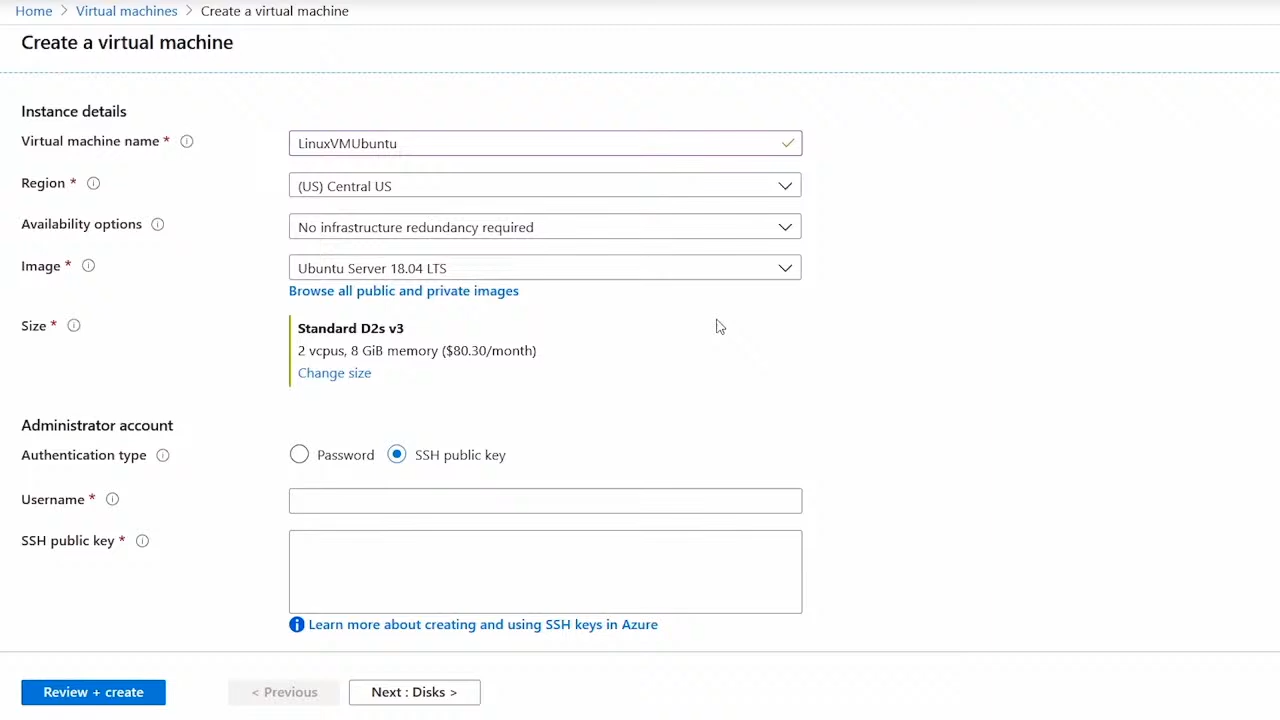 Home > Virtual machines > Create a virtual machine
Create a virtual machine
Instance details
Virtual machine name * LinuxVMUbuntu
Region * (US) Central US
Availability options No infrastructure redundancy required
Image * Ubuntu Server 18.04 LTS
Browse all public and private images
Size * Standard D2s v3
2 vcpus, 8 GiB memory ($80.30/month)
Change size
Administrator account
Authentication type Password SSH public key
Username *
SSH public key *
Learn more about creating and using SSH keys in Azure
Review + create < Previous Next : Disks >